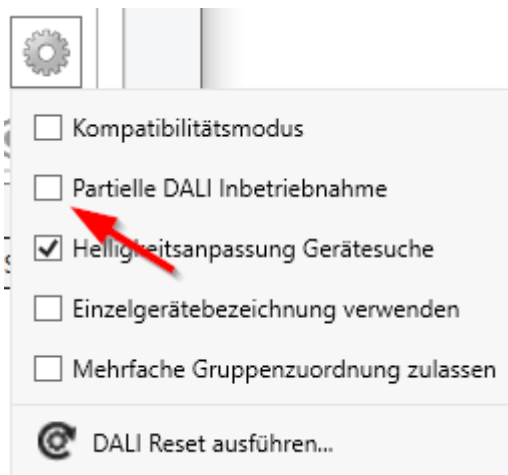 Kompatibilitätsmodus
Partielle DALI Inbetriebnahme
Helligkeitsanpassung Gerätesuche
Einzelgerätebezeichnung verwenden
Mehrfache Gruppenzuordnung zulassen
DALI Reset ausführen...